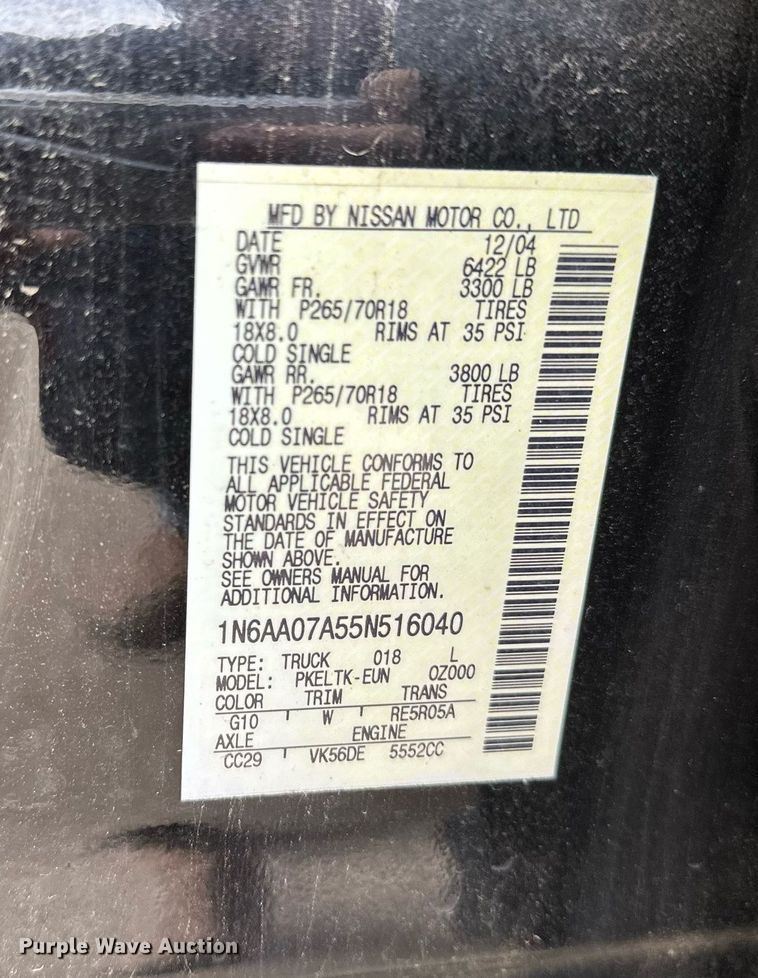 MFD BY NISSAN MOTOR CO., LTD
DATE 12/04
GVWR 6422 LB
GAWR FR. 3300 LB
WITH P265/70R18 TIRES
18X8.0 RIMS AT 35 PSI
COLD SINGLE
GAWR RR. 3800 LB
WITH P265/70R18 TIRES
18X8.0 RIMS AT 35 PSI
COLD SINGLE
THIS VEHICLE CONFORMS TO
ALL APPLICABLE FEDERAL
MOTOR VEHICLE SAFETY
STANDARDS IN EFFECT ON
THE DATE OF MANUFACTURE
SHOWN ABOVE.
SEE OWNERS MANUAL FOR
ADDITIONAL INFORMATION.
1N6AA07A55N516040
TYPE: TRUCK 018 L
MODEL: PKELTK-EUN 0Z000
COLOR TRIM TRANS
G10 W RE5R05A
AXLE ENGINE
CC29 VK56DE 5552CC
Purple Wave Auction